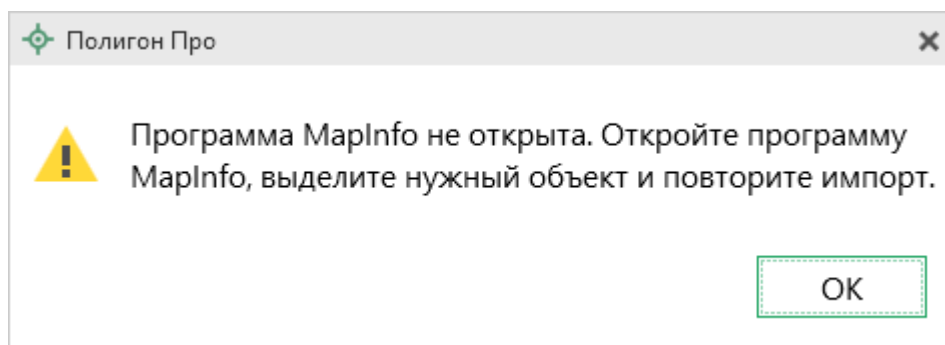 Полигон Про
Программа MapInfo не открыта. Откройте программу
MapInfo, выделите нужный объект и повторите импорт.
OK